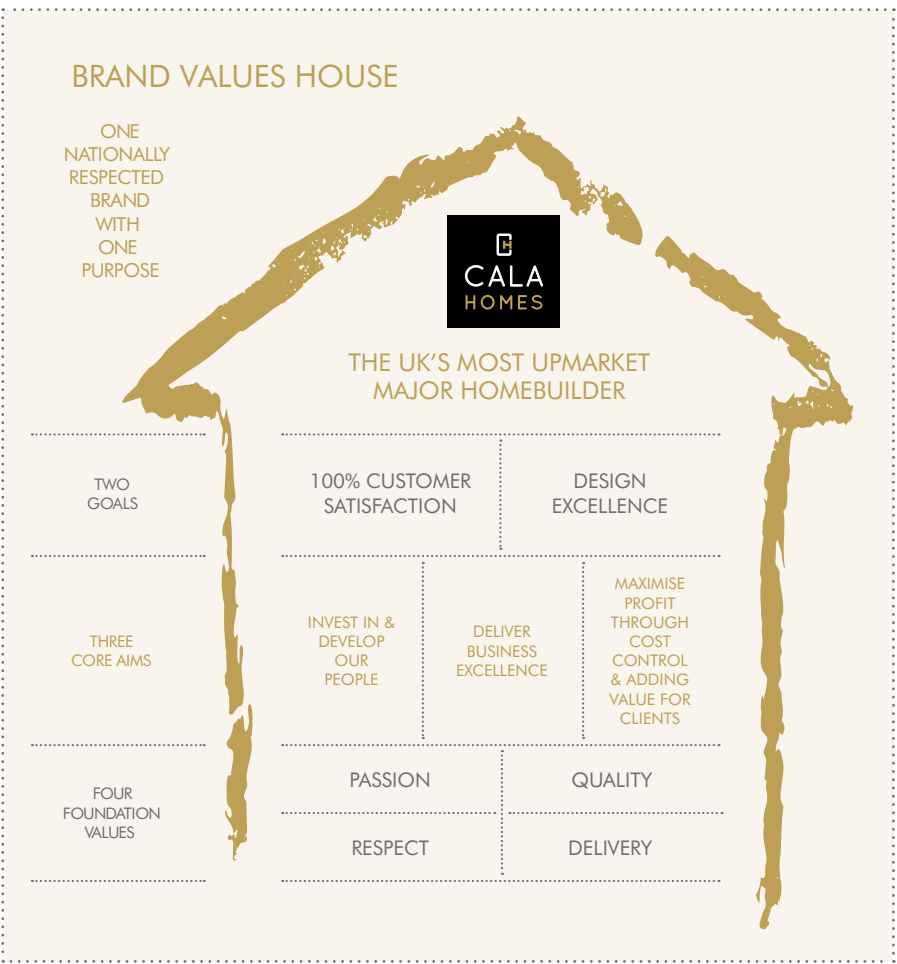 BRAND VALUES HOUSE
ONE
NATIONALLY
RESPECTED
BRAND
WITH
ONE
PURPOSE
CH
CALA
HOMES
THE UK'S MOST UPMARKET
MAJOR HOMEBUILDER
TWO
GOALS
100% CUSTOMER
SATISFACTION
DESIGN
EXCELLENCE
THREE
CORE AIMS
INVEST IN &
DEVELOP
OUR
PEOPLE
DELIVER
BUSINESS
EXCELLENCE
MAXIMISE
PROFIT
THROUGH
COST
CONTROL
& ADDING
VALUE FOR
CLIENTS
FOUR
FOUNDATION
VALUES
PASSION
QUALITY
RESPECT
DELIVERY